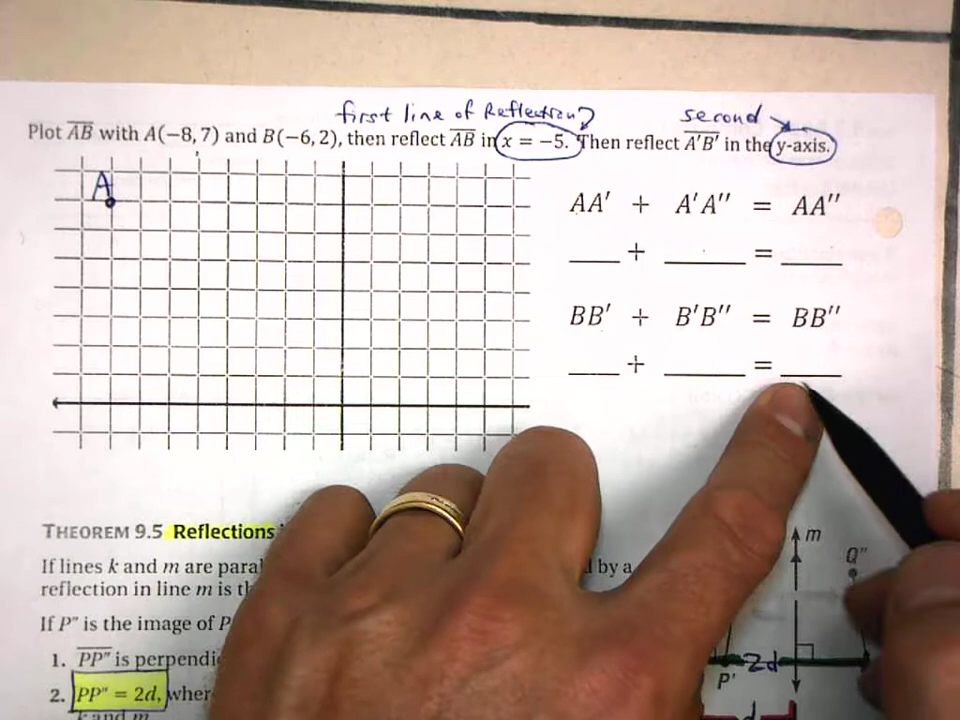 first line of Reflection?
second
Plot AB with A(−8, 7) and B(−6, 2), then reflect AB in x = −5. Then reflect A'B' in the y-axis.
A
AA' + A'A'' = AA''
___ + ___ = ___
BB' + B'B'' = BB''
___ + ___ = ___
THEOREM 9.5 Reflections
If lines k and m are paral
d by a
reflection in line m is th
If P" is the image of P
1. PP" is perpendi
2. PP" = 2d, wher
k and m
m
Q"
P'
2d
d